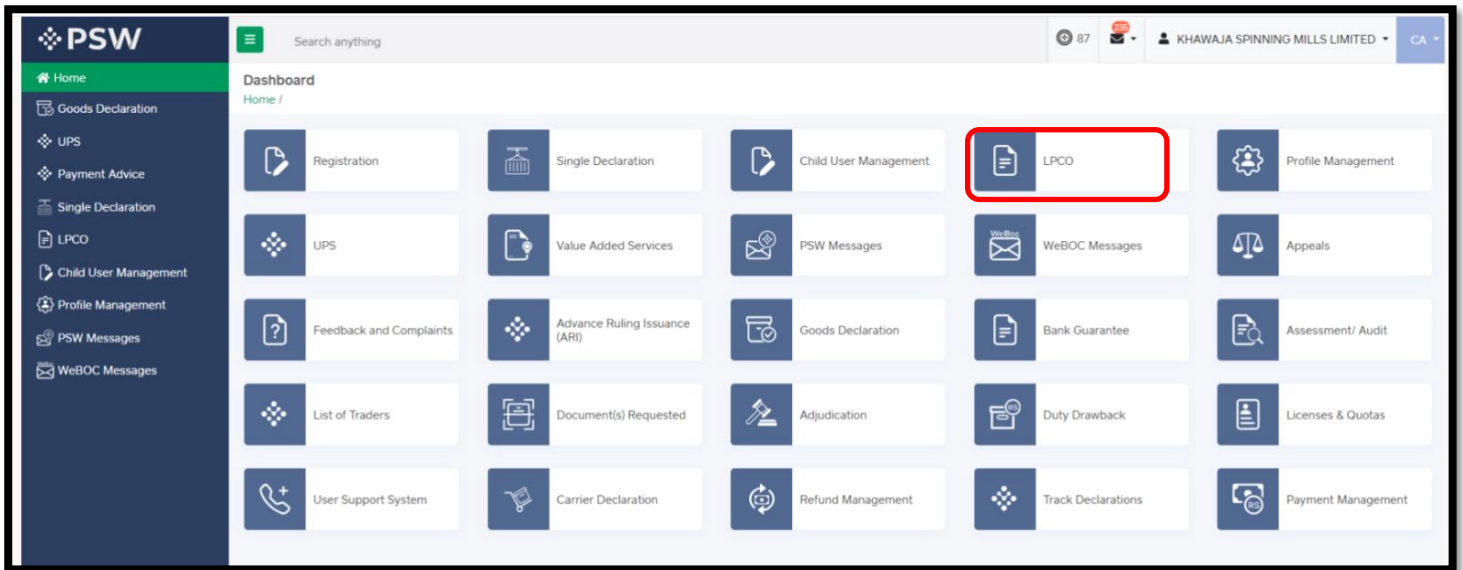 PSW
Search anything
87
235
KHAWAJA SPINNING MILLS LIMITED
CA
Home
Goods Declaration
UPS
Payment Advice
Single Declaration
LPCO
Child User Management
Profile Management
PSW Messages
WeBOC Messages
Dashboard
Home /
Registration
Single Declaration
Child User Management
LPCO
Profile Management
UPS
Value Added Services
PSW Messages
WeBoc
WeBOC Messages
Appeals
Feedback and Complaints
Advance Ruling Issuance
(ARI)
Goods Declaration
Bank Guarantee
Assessment/ Audit
List of Traders
Document(s) Requested
Adjudication
RS
Duty Drawback
Licenses & Quotas
User Support System
Carrier Declaration
Refund Management
Track Declarations
RS
Payment Management